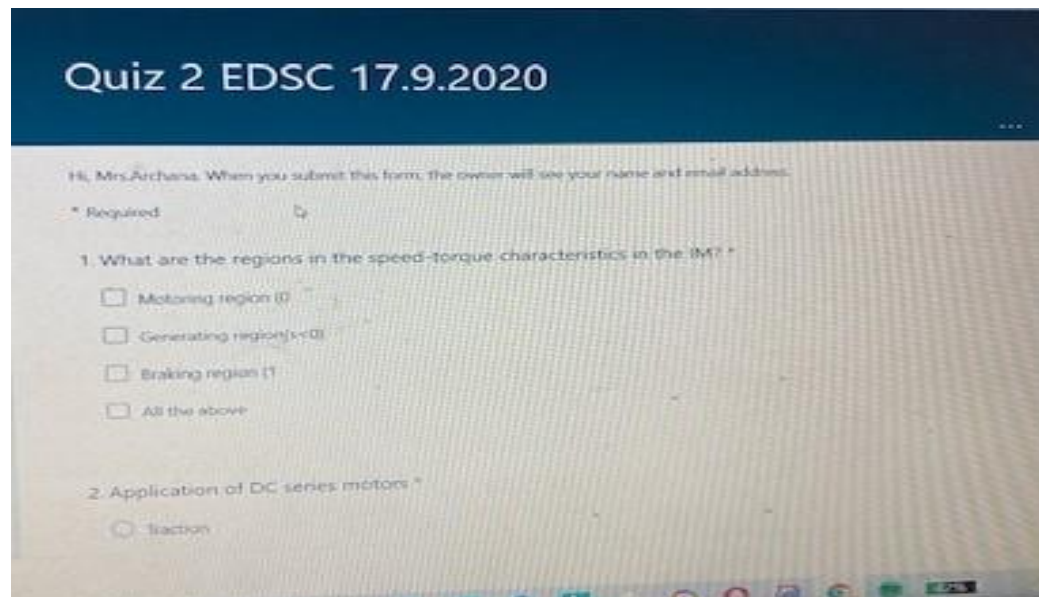 Quiz 2 EDSC 17.9.2020
...
Hi, Mrs.Archana. When you submit this form, the owner will see your name and email address.
* Required
1. What are the regions in the speed-torque characteristics in the IM? *
Motoring region (0
Generating region(s<0)
Braking region (1
All the above
2. Application of DC series motors *
Traction